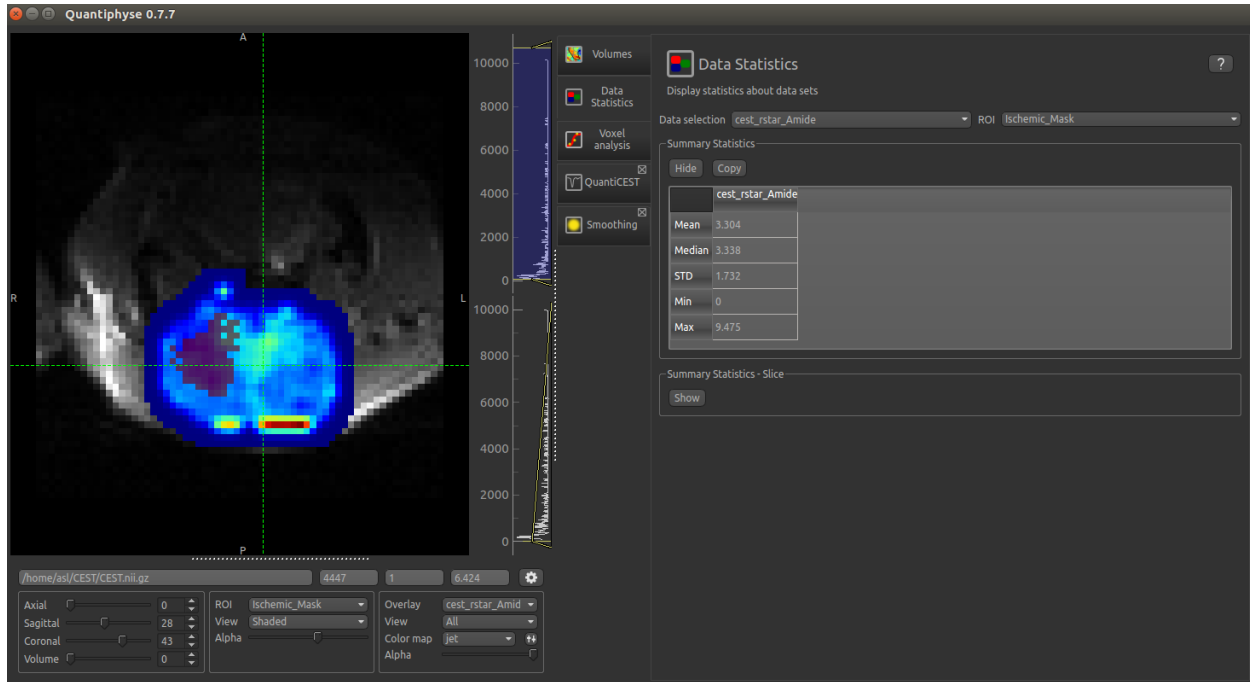 Quantiphyse 0.7.7
A
R
L
P
10000
8000
6000
4000
2000
0
10000
8000
6000
4000
2000
0
Volumes
Data
Statistics
Voxel
analysis
QuantiCEST
Smoothing
Data Statistics
?
Display statistics about data sets
Data selection cest_rstar_Amide ROI Ischemic_Mask
Summary Statistics
Hide Copy
cest_rstar_Amide
Mean 3.304
Median 3.338
STD 1.732
Min 0
Max 9.475
Summary Statistics - Slice
Show
/home/asl/CEST/CEST.nii.gz 4447 1 6.424
Axial 0
Sagittal 28
Coronal 43
Volume 0
ROI Ischemic_Mask
View Shaded
Alpha
Overlay cest_rstar_Amid
View All
Color map jet
Alpha